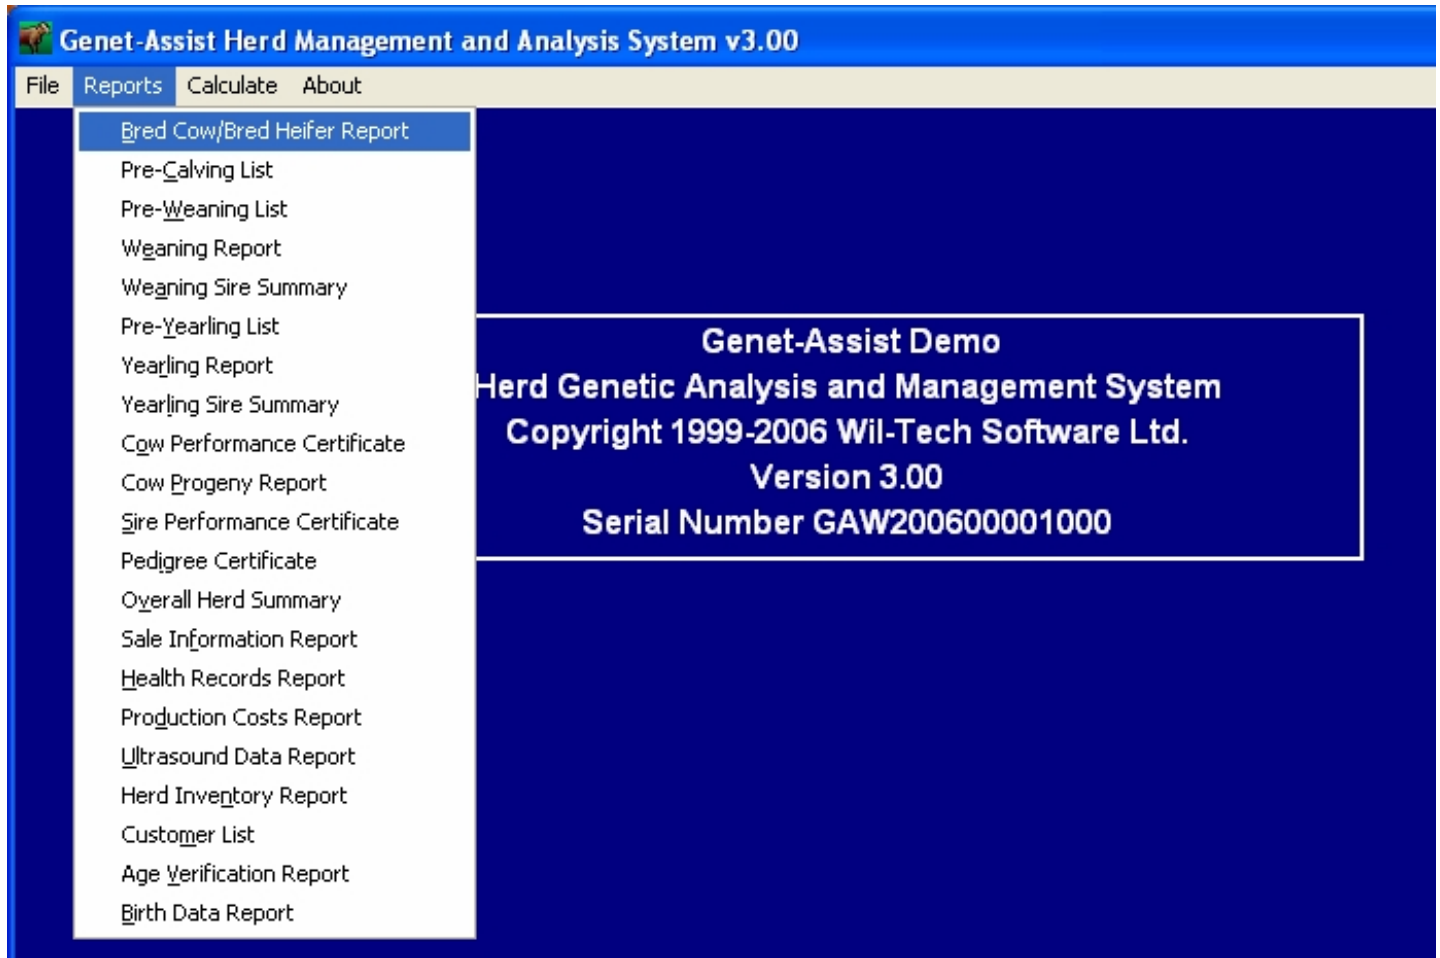 Genet-Assist Herd Management and Analysis System v3.00
File Reports Calculate About
Bred Cow/Bred Heifer Report
Pre-Calving List
Pre-Weaning List
Weaning Report
Weaning Sire Summary
Pre-Yearling List
Yearling Report
Yearling Sire Summary
Cow Performance Certificate
Cow Progeny Report
Sire Performance Certificate
Pedigree Certificate
Overall Herd Summary
Sale Information Report
Health Records Report
Production Costs Report
Ultrasound Data Report
Herd Inventory Report
Customer List
Age Verification Report
Birth Data Report
Genet-Assist Demo
Herd Genetic Analysis and Management System
Copyright 1999-2006 Wil-Tech Software Ltd.
Version 3.00
Serial Number GAW200600001000